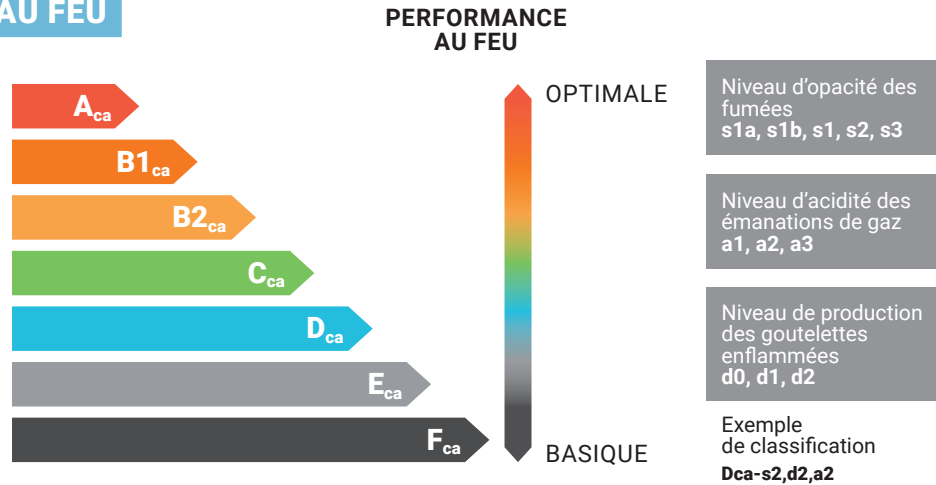 AU FEU
PERFORMANCE
AU FEU
Aca
B1ca
B2ca
Cca
Dca
Eca
Fca
OPTIMALE
BASIQUE
Niveau d'opacité des
fumées
s1a, s1b, s1, s2, s3
Niveau d'acidité des
émanations de gaz
a1, a2, a3
Niveau de production
des goutelettes
enflammées
d0, d1, d2
Exemple
de classification
Dca-s2,d2,a2